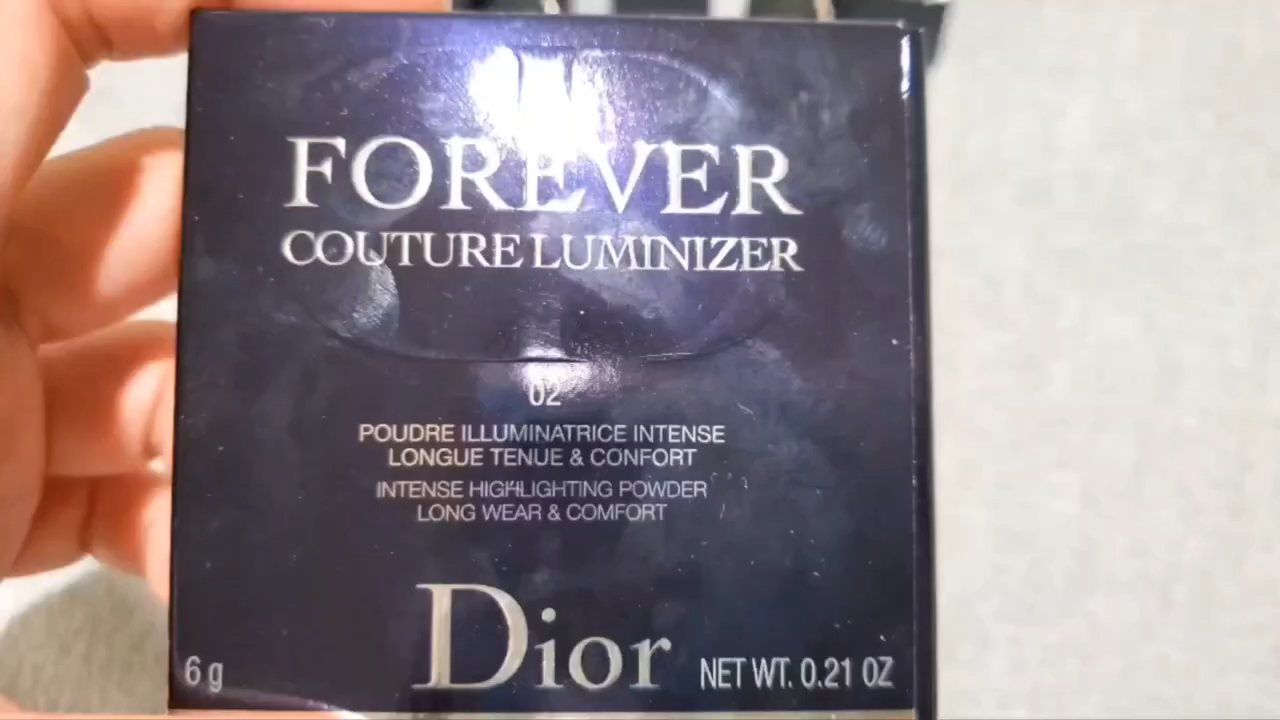 FOREVER
COUTURE LUMINIZER
02
POUDRE ILLUMINATRICE INTENSE
LONGUE TENUE & CONFORT
INTENSE HIGHLIGHTING POWDER
LONG WEAR & COMFORT
Dior
6 g
NET WT. 0.21 OZ